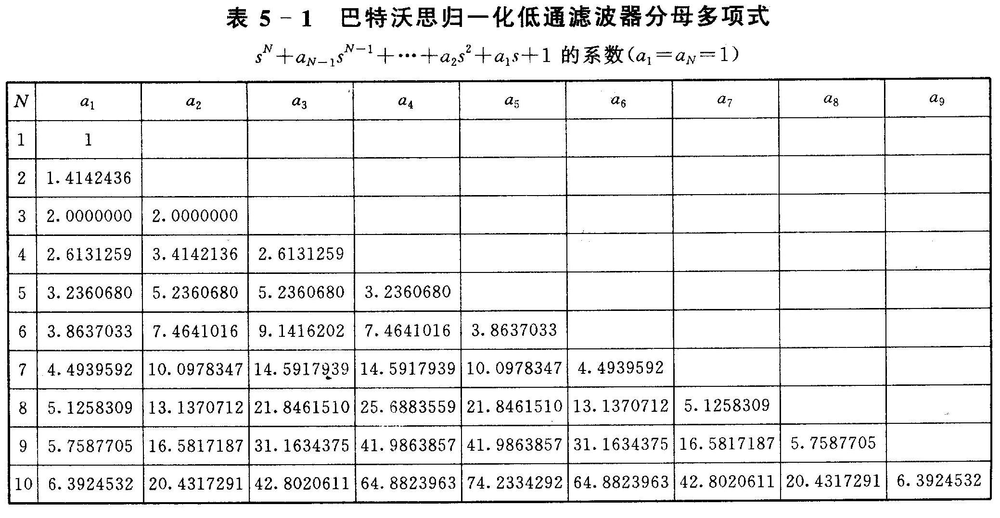 表 5-1 巴特沃思归一化低通滤波器分母多项式
s^N+a_{N-1}s^{N-1}+⋯+a_2s^2+a_1s+1 的系数(a_1=a_N=1)
N a_1 a_2 a_3 a_4 a_5 a_6 a_7 a_8 a_9
1 1
2 1.4142436
3 2.0000000 2.0000000
4 2.6131259 3.4142136 2.6131259
5 3.2360680 5.2360680 5.2360680 3.2360680
6 3.8637033 7.4641016 9.1416202 7.4641016 3.8637033
7 4.4939592 10.0978347 14.5917939 14.5917939 10.0978347 4.4939592
8 5.1258309 13.1370712 21.8461510 25.6883559 21.8461510 13.1370712 5.1258309
9 5.7587705 16.5817187 31.1634375 41.9863857 41.9863857 31.1634375 16.5817187 5.7587705
10 6.3924532 20.4317291 42.8020611 64.8823963 74.2334292 64.8823963 42.8020611 20.4317291 6.3924532